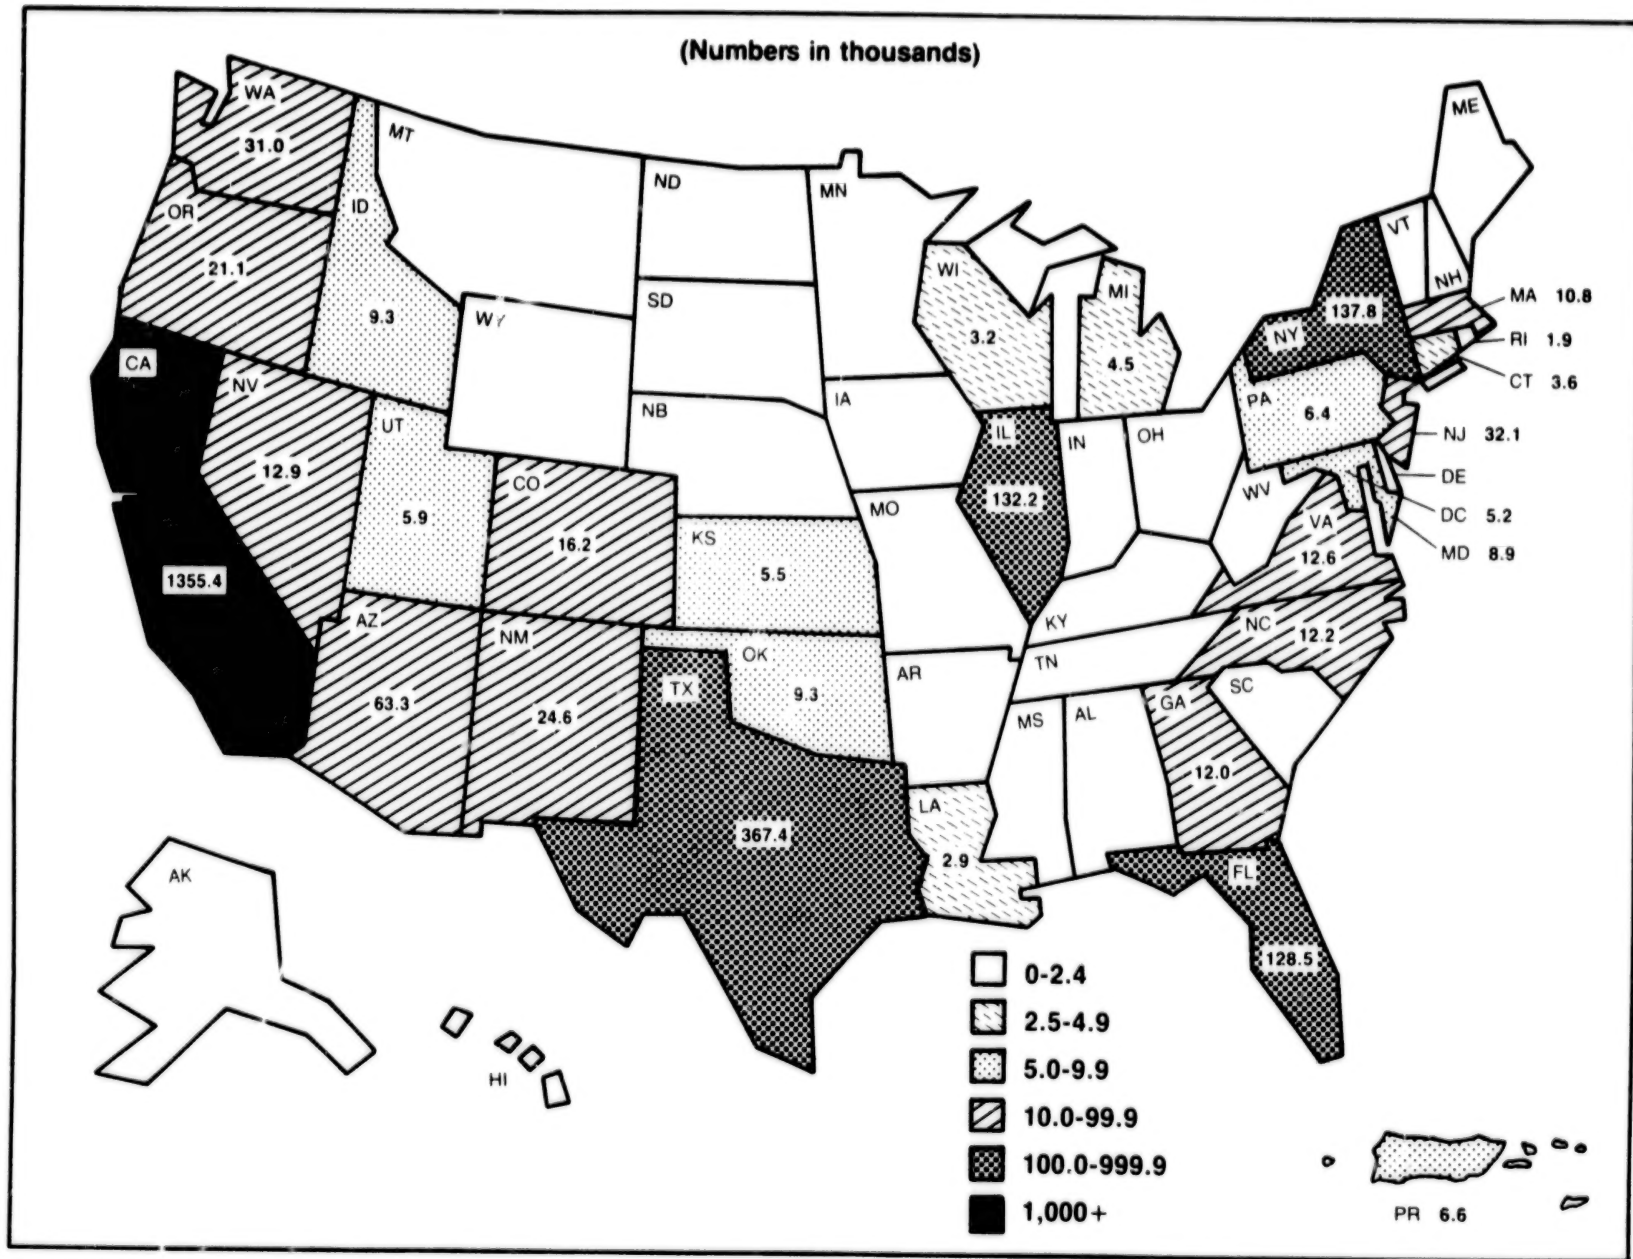 (Numbers in thousands)
WA
31.0
OR
21.1
ID
9.3
MT
ND
MN
SD
WY
NB
IA
WI
3.2
MI
4.5
ME
VT
NH
NY
137.8
MA 10.8
RI 1.9
CT 3.6
PA
6.4
NJ 32.1
DE
DC 5.2
MD 8.9
CA
1355.4
NV
12.9
UT
5.9
CO
16.2
KS
5.5
MO
IL
132.2
IN
OH
WV
VA
12.6
KY
NC
12.2
TN
SC
AZ
63.3
NM
24.6
OK
9.3
TX
367.4
AR
MS
AL
GA
12.0
LA
2.9
FL
128.5
AK
HI
0-2.4
2.5-4.9
5.0-9.9
10.0-99.9
100.0-999.9
1,000+
PR 6.6